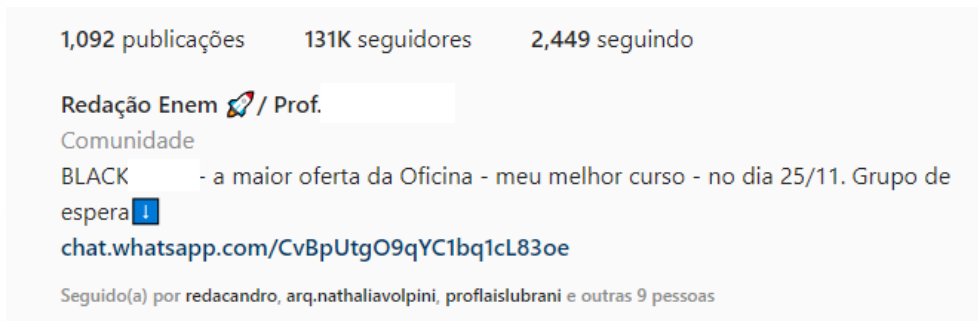 1,092 publicações 131K seguidores 2,449 seguindo
Redação Enem 🚀/ Prof.
Comunidade
BLACK - a maior oferta da Oficina - meu melhor curso - no dia 25/11. Grupo de
espera⬇️
chat.whatsapp.com/CvBpUtgO9qYC1bq1cL83oe
Seguido(a) por redacandro, arq.nathaliavolpini, proflaislubrani e outras 9 pessoas